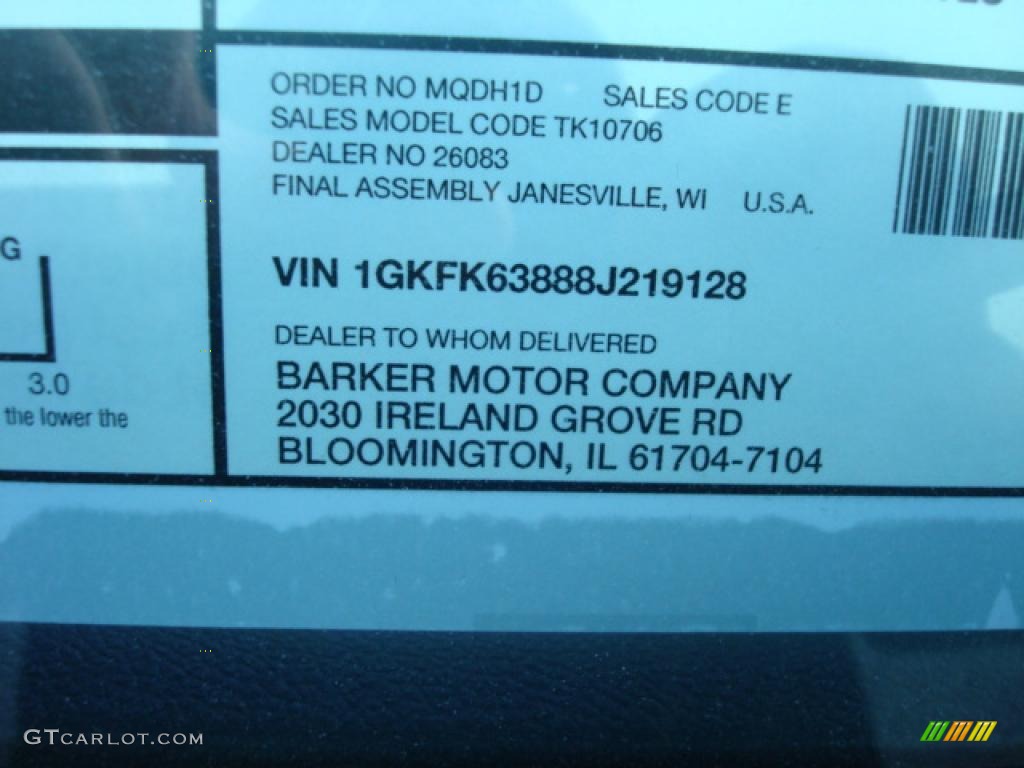 ORDER NO MQDH1D SALES CODE E
SALES MODEL CODE TK10706
DEALER NO 26083
FINAL ASSEMBLY JANESVILLE, WI U.S.A.
G
VIN 1GKFK63888J219128
DEALER TO WHOM DELIVERED
BARKER MOTOR COMPANY
2030 IRELAND GROVE RD
BLOOMINGTON, IL 61704-7104
3.0
the lower the
GTCARLOT.COM